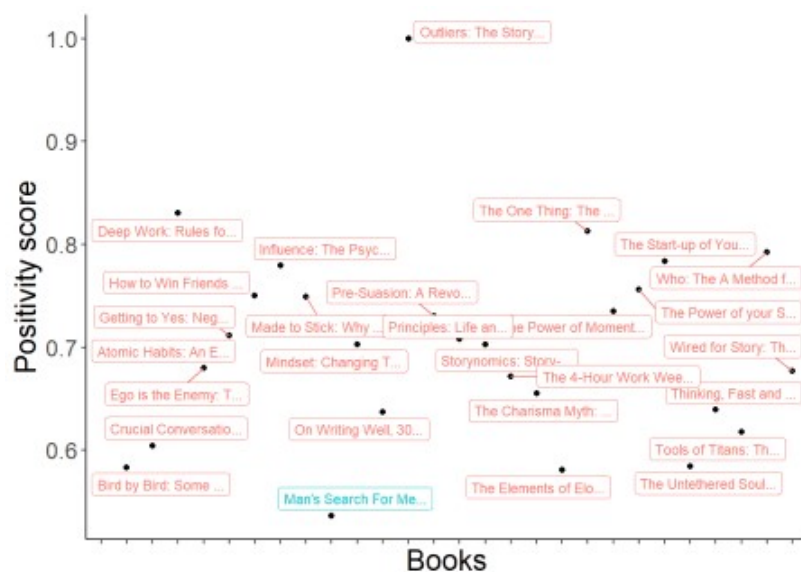 Positivity score
1.0
0.9
0.8
0.7
0.6
Outliers: The Story...
The One Thing: The ...
Deep Work: Rules fo...
Influence: The Psyc...
The Start-up of You...
How to Win Friends ...
Pre-Suasion: A Revo...
Who: The A Method f...
Getting to Yes: Neg...
Made to Stick: Why ...
Principles: Life an...
he Power of Moment...
The Power of your S...
Atomic Habits: An E...
Mindset: Changing T...
Storynomics: Story-...
Wired for Story: Th...
Ego is the Enemy: T...
The 4-Hour Work Wee...
Thinking, Fast and ...
Crucial Conversatio...
On Writing Well, 30...
The Charisma Myth: ...
Tools of Titans: Th...
Bird by Bird: Some ...
Man's Search For Me...
The Elements of Elo...
The Untethered Soul...
Books